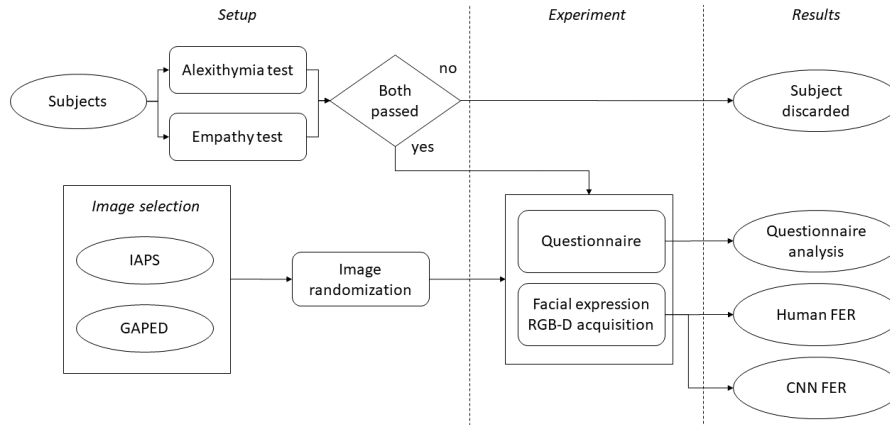 Setup
Experiment
Results
Subjects
Alexithymia test
Empathy test
Both
passed
no
yes
Subject
discarded
Image selection
IAPS
GAPED
Image
randomization
Questionnaire
Facial expression
RGB-D acquisition
Questionnaire
analysis
Human FER
CNN FER